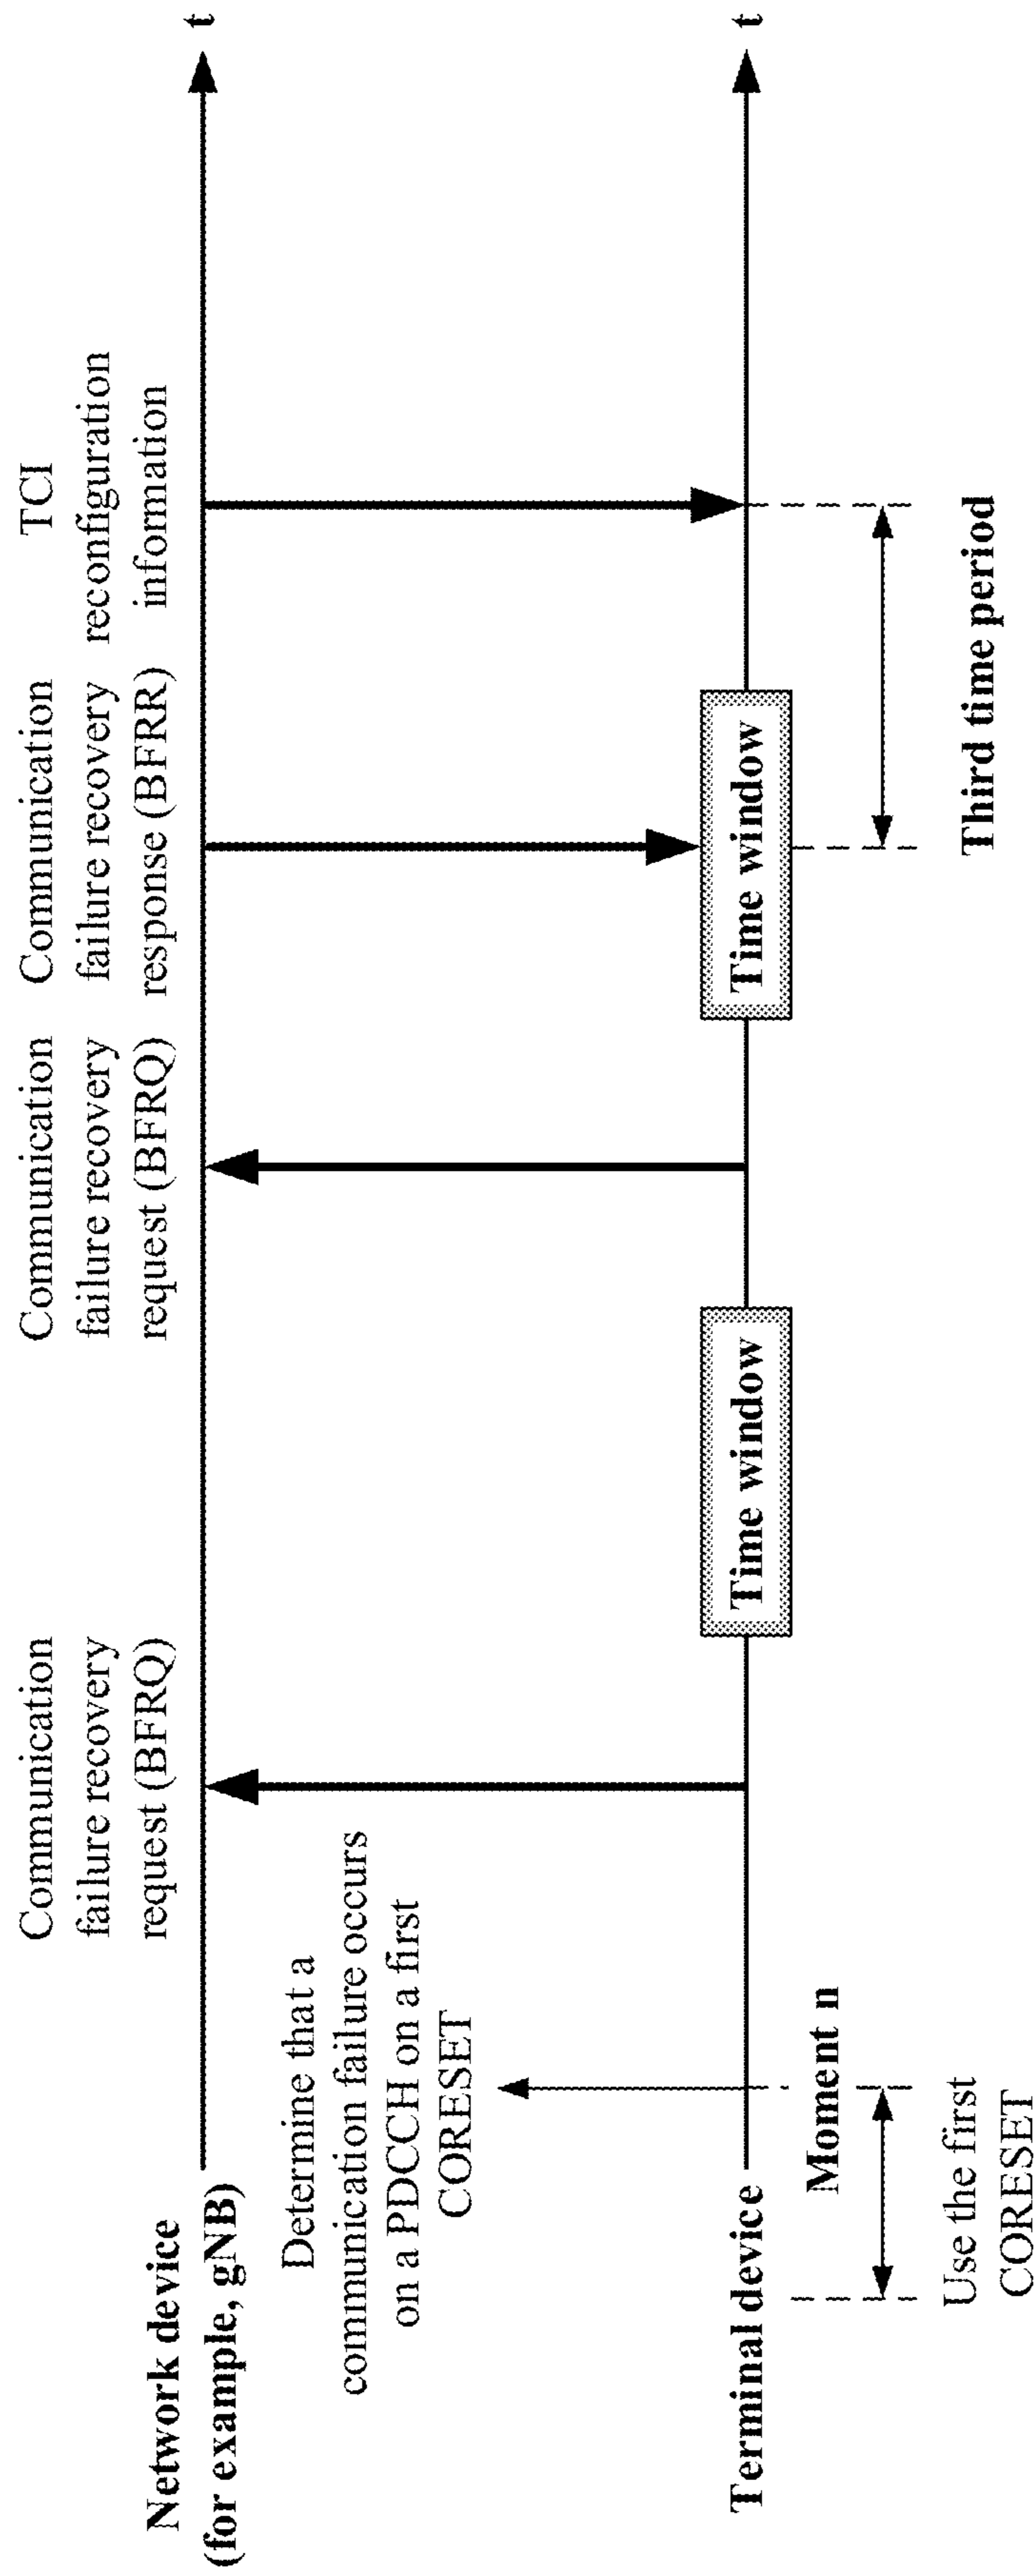 Communication
failure recovery
request (BFRQ)
Communication
failure recovery
request (BFRQ)
Communication
failure recovery
response (BFRR)
TCI
reconfiguration
information
Network device
(for example, gNB)
t
Determine that a
communication failure occurs
on a PDCCH on a first
CORESET
Terminal device
Time window
Time window
t
Moment n
Use the first
CORESET
Third time period